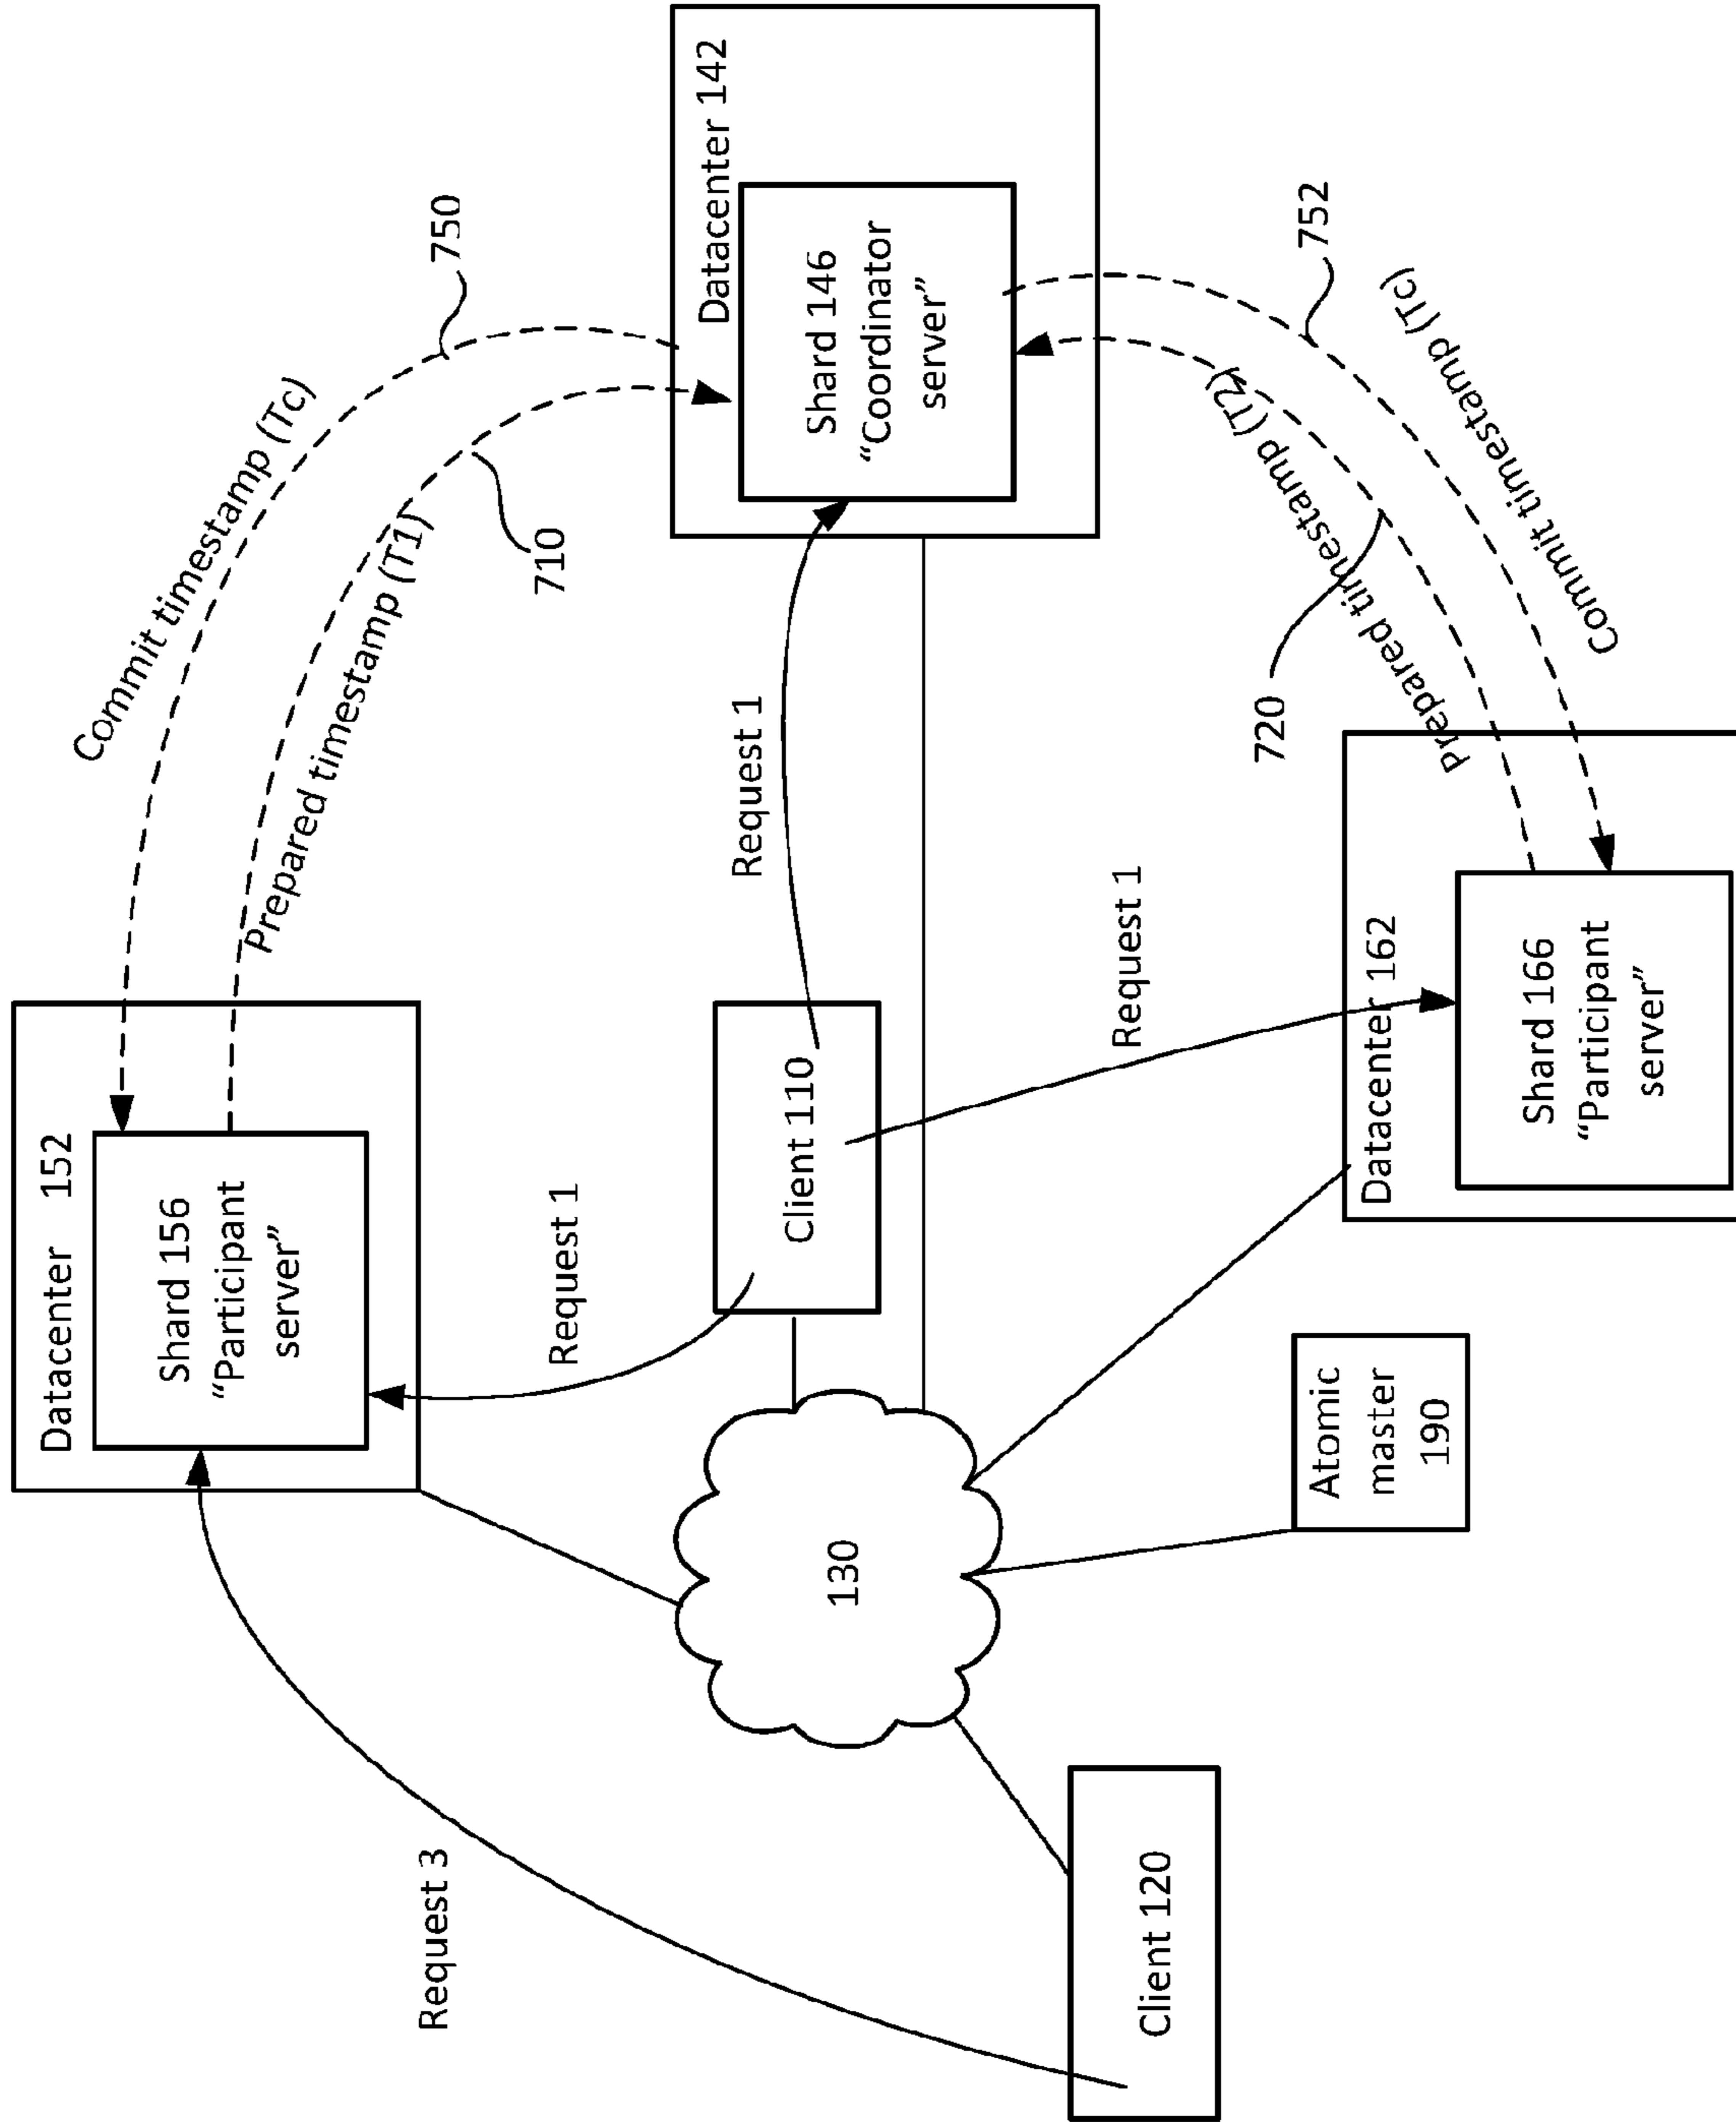 Datacenter 152
Shard 156
“Participant
server”
Commit timestamp (Tc)
750
Prepared timestamp (T1)
710
Request 3
Request 1
Client 110
Request 1
Datacenter 142
Shard 146
“Coordinator
server”
130
Client 120
Atomic
master
190
Request 1
Datacenter 162
Shard 166
“Participant
server”
720
Prepared timestamp (T2)
752
Commit timestamp (Tc)